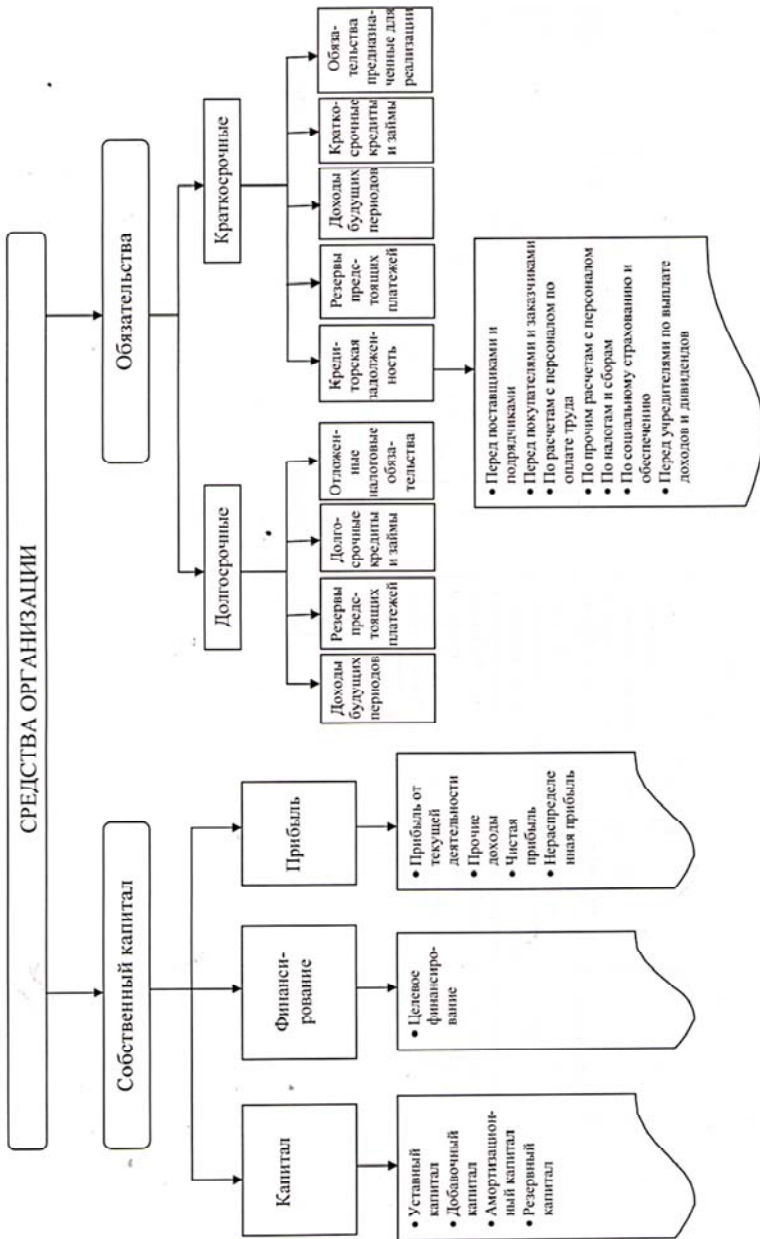 СРЕДСТВА ОРГАНИЗАЦИИ
Собственный капитал
Обязательства
Капитал
Финанси-
рование
Прибыль
Долгосрочные
Краткосрочные
• Уставный
капитал
• Добавочный
капитал
• Амортизацион-
ный капитал
• Резервный
капитал
• Целевое
финансиро-
вание
• Прибыль от
текущей
деятельности
• Прочие
доходы
• Чистая
прибыль
• Нераспределе
нная прибыль
Доходы
будущих
периодов
Резервы
предс-
тоящих
платежей
Долго-
срочные
кредиты
и займы
Отложен-
ные
налоговые
обяза-
тельства
Креди-
торская
задолжен-
ность
Резервы
предс-
тоящих
платежей
Доходы
будущих
периодов
Кратко-
срочные
кредиты
и займы
Обяза-
тельства
предназна-
ченные для
реализации
• Перед поставщиками и
подрядчиками
• Перед покупателями и заказчиками
• По расчетам с персоналом по
оплате труда
• По прочим расчетам с персоналом
• По налогам и сборам
• По социальному страхованию и
обеспечению
• Перед учредителями по выплате
доходов и дивидендов